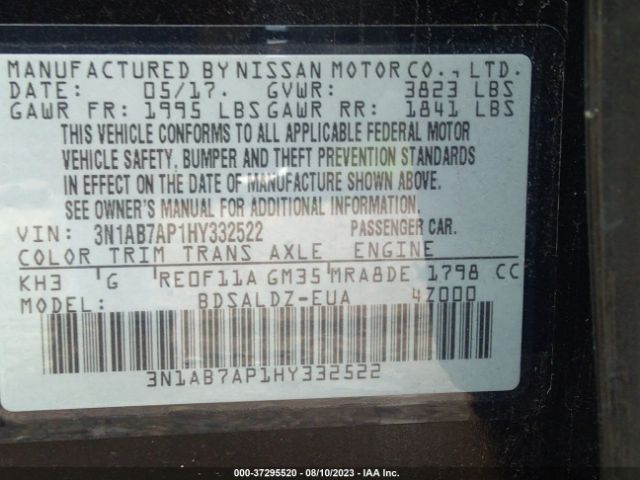 MANUFACTURED BY NISSAN MOTOR CO., LTD.
DATE: 05/17. GVWR: 3823 LBS
GAWR FR: 1995 LBS GAWR RR: 1841 LBS
THIS VEHICLE CONFORMS TO ALL APPLICABLE FEDERAL MOTOR
VEHICLE SAFETY, BUMPER AND THEFT PREVENTION STANDARDS
IN EFFECT ON THE DATE OF MANUFACTURE SHOWN ABOVE.
SEE OWNER'S MANUAL FOR ADDITIONAL INFORMATION.
VIN: 3N1AB7AP1HY332522 PASSENGER CAR.
COLOR TRIM TRANS AXLE ENGINE
KH3 G RE0F11A GM35 MRA8DE 1798 CC
MODEL: BDSALDZ-EUA 4Z000
3N1AB7AP1HY332522
000-37295520 - 08/10/2023 - IAA Inc.